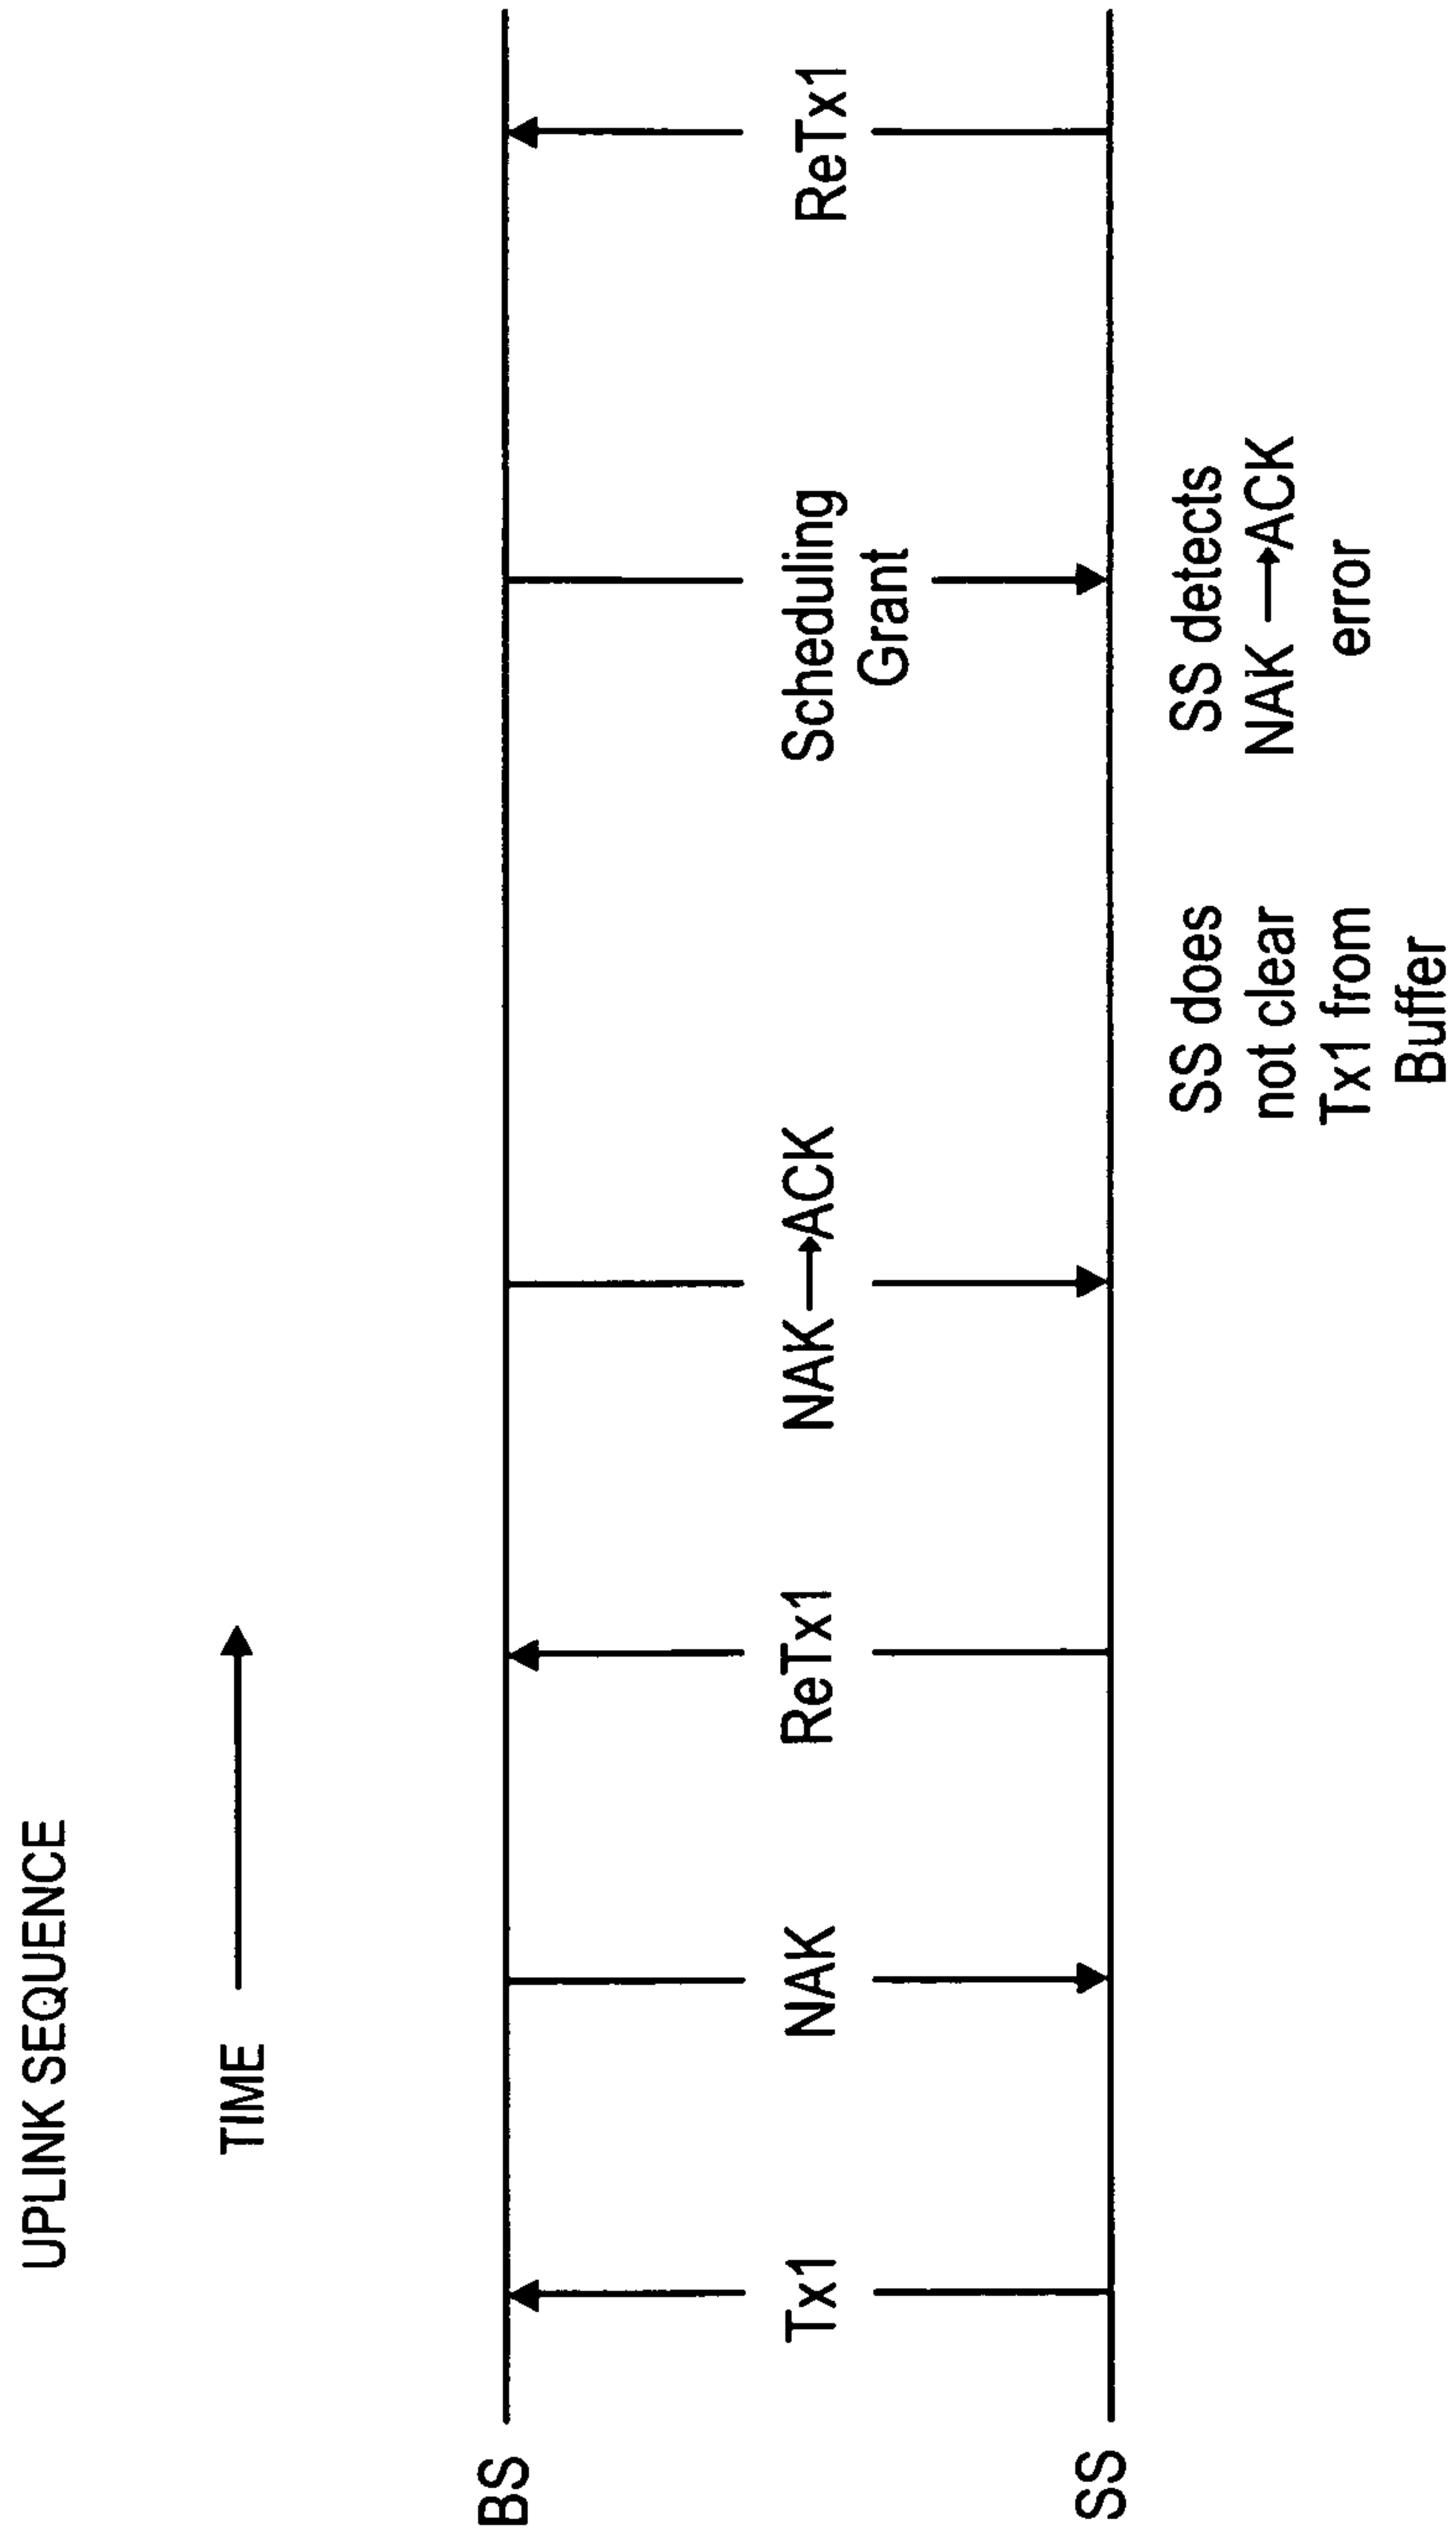 UPLINK SEQUENCE
TIME
BS
Tx1
NAK
ReTx1
NAK→ACK
Scheduling
Grant
ReTx1
SS
SS does
not clear
Tx1 from
Buffer
SS detects
NAK→ACK
error